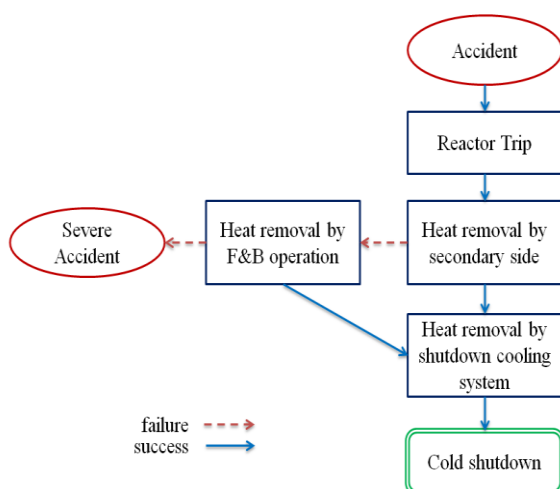 Accident
Reactor Trip
Severe
Accident
Heat removal by
F&B operation
Heat removal by
secondary side
Heat removal by
shutdown cooling
system
failure
success
Cold shutdown